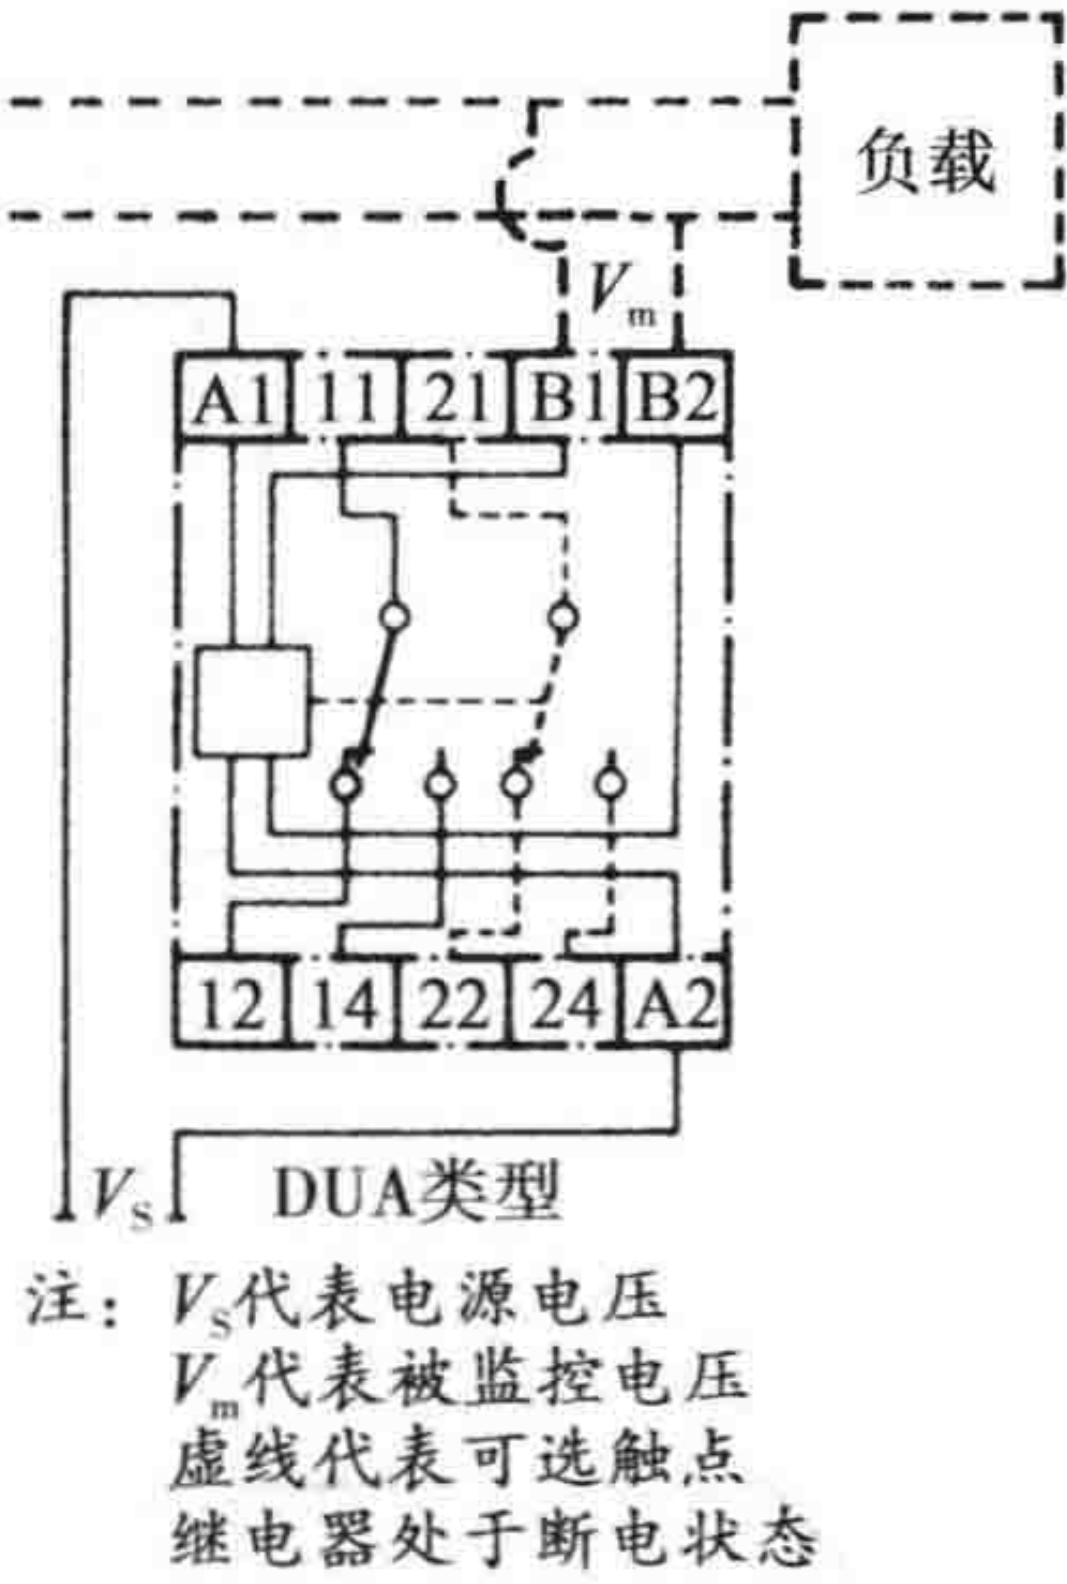 负载
Vm
A1 11 21 B1 B2
12 14 22 24 A2
VS DUA类型
注：VS代表电源电压
Vm代表被监控电压
虚线代表可选触点
继电器处于断电状态